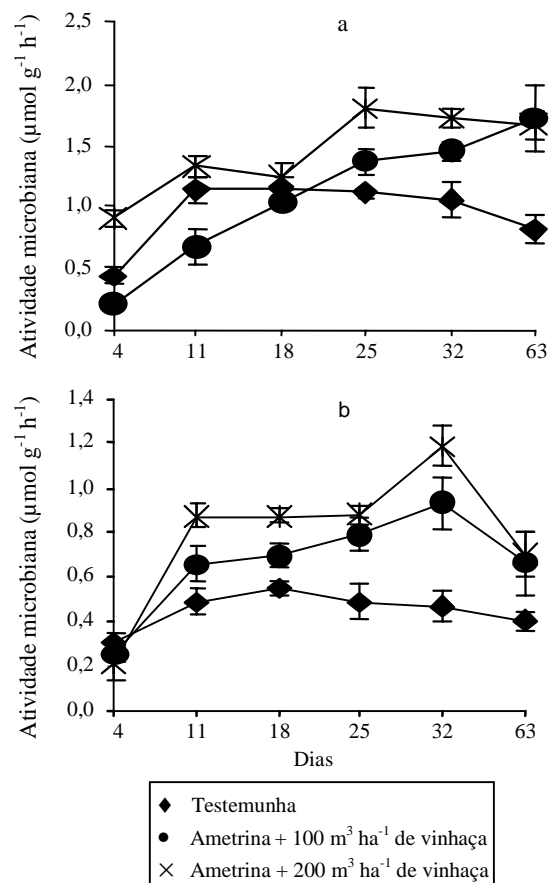 a
Atividade microbiana (µmol g⁻¹ h⁻¹)
2,5
2,0
1,5
1,0
0,5
0,0
4 11 18 25 32 63
b
Atividade microbiana (µmol g⁻¹ h⁻¹)
1,4
1,2
1,0
0,8
0,6
0,4
0,2
0,0
4 11 18 25 32 63
Dias
Testemunha
Ametrina + 100 m³ ha⁻¹ de vinhaça
Ametrina + 200 m³ ha⁻¹ de vinhaça